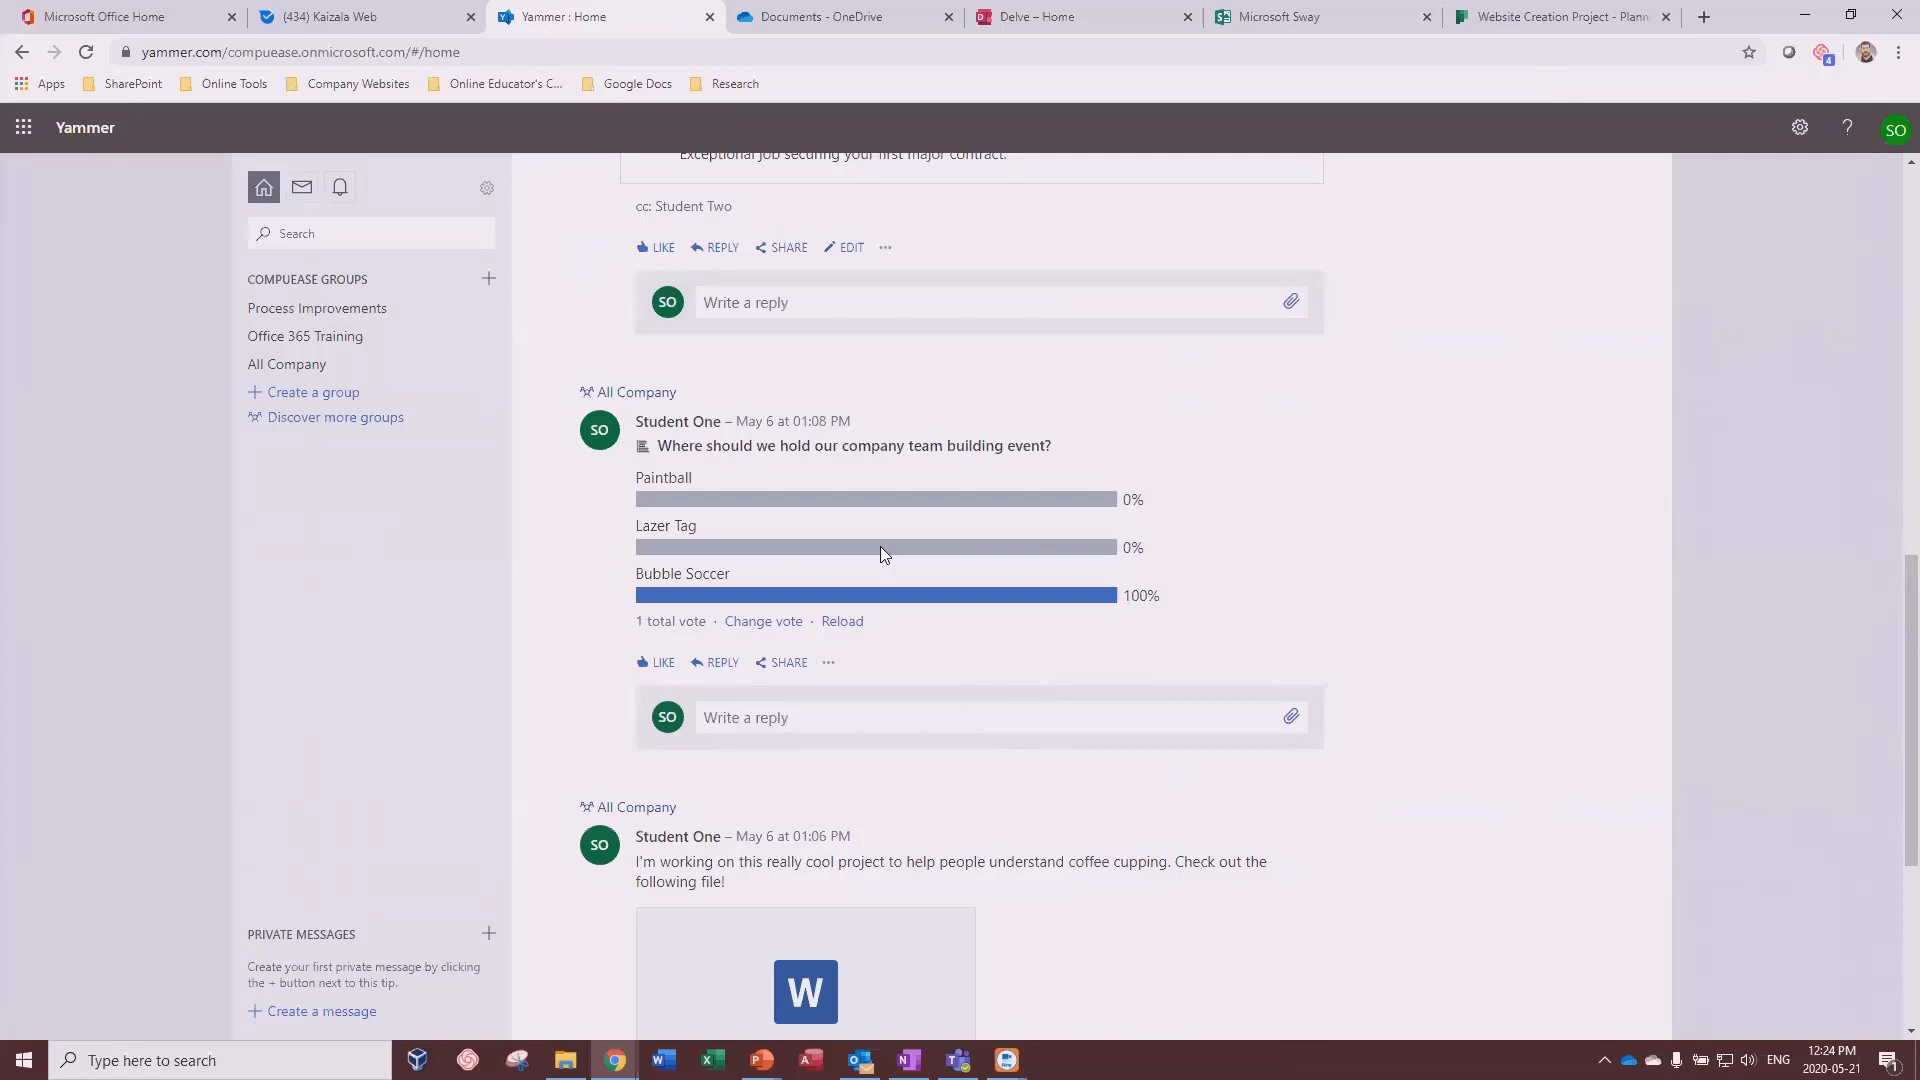 Microsoft Office Home
(434) Kaizala Web
Yammer : Home
Documents - OneDrive
Delve – Home
Microsoft Sway
Website Creation Project - Plann
yammer.com/compuease.onmicrosoft.com/#/home
4
Apps
SharePoint
Online Tools
Company Websites
Online Educator's C...
Google Docs
Research
Yammer
?
SO
Exceptional job securing your first major contract.
cc: Student Two
LIKE
REPLY
SHARE
EDIT
SO
Write a reply
Search
COMPUEASE GROUPS
Process Improvements
Office 365 Training
All Company
Create a group
Discover more groups
All Company
SO
Student One – May 6 at 01:08 PM
Where should we hold our company team building event?
Paintball
0%
Lazer Tag
0%
Bubble Soccer
100%
1 total vote · Change vote · Reload
LIKE
REPLY
SHARE
SO
Write a reply
All Company
SO
Student One – May 6 at 01:06 PM
I'm working on this really cool project to help people understand coffee cupping. Check out the
following file!
W
PRIVATE MESSAGES
Create your first private message by clicking
the + button next to this tip.
Create a message
Type here to search
ENG
12:24 PM
2020-05-21
1